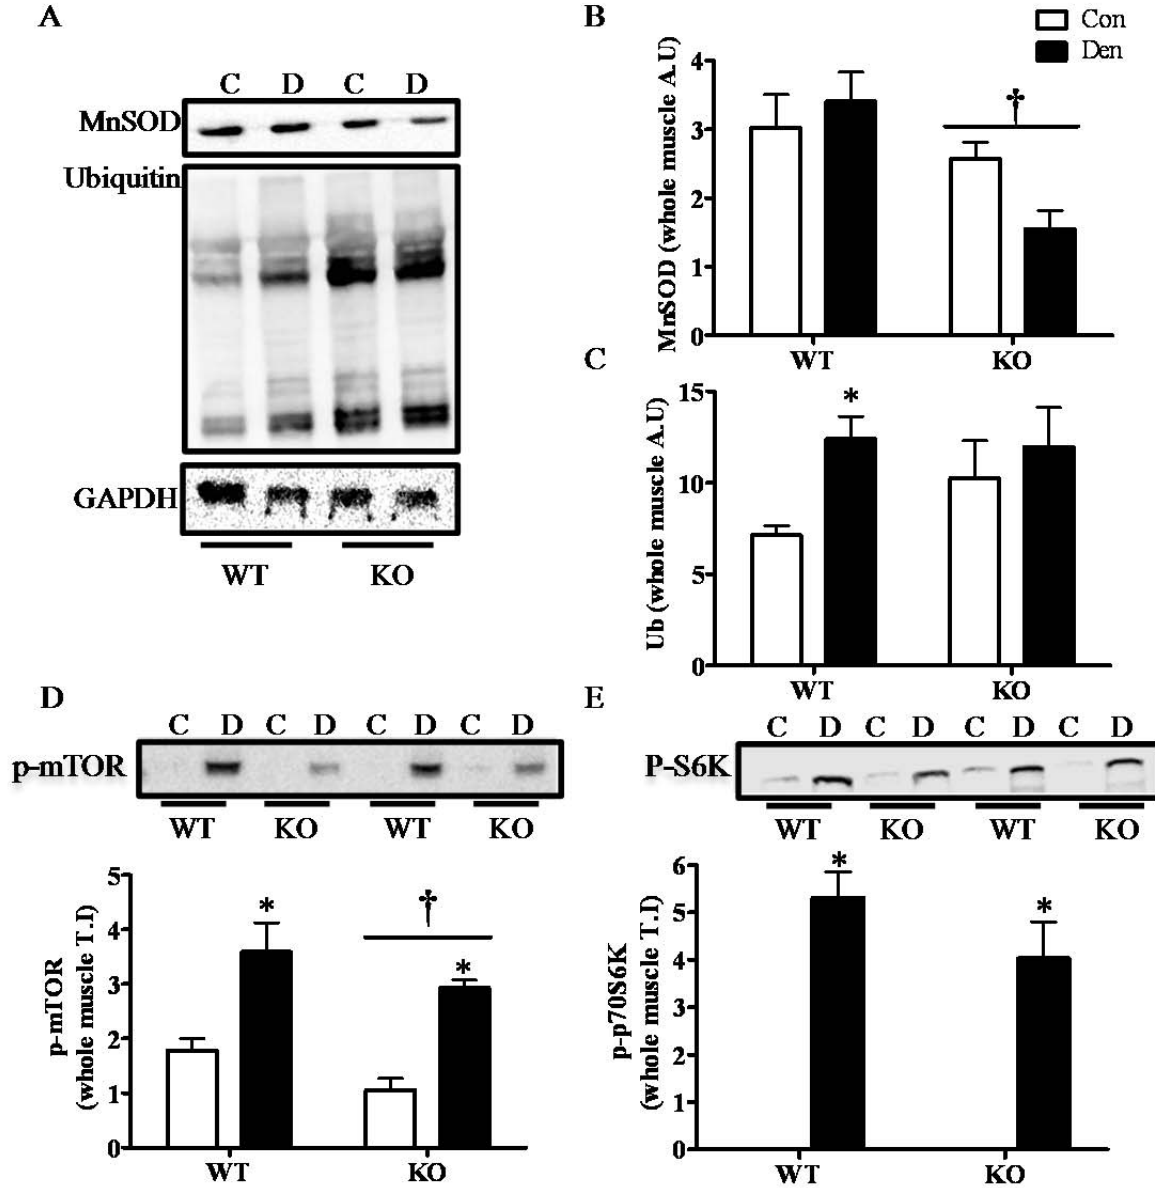 A
C D C D
MnSOD
Ubiquitin
GAPDH
WT KO
B
Con
Den
†
MnSOD (whole muscle A.U)
4
3
2
1
0
WT KO
C
*
Ub (whole muscle A.U)
15
10
5
0
WT KO
D
C D C D C D C D
p-mTOR
WT KO WT KO
* † *
p-mTOR
(whole muscle T.I)
5
4
3
2
1
0
WT KO
E
C D C D C D C D
P-S6K
WT KO WT KO
* *
p-p70S6K
(whole muscle T.I)
6
5
4
3
2
1
0
WT KO